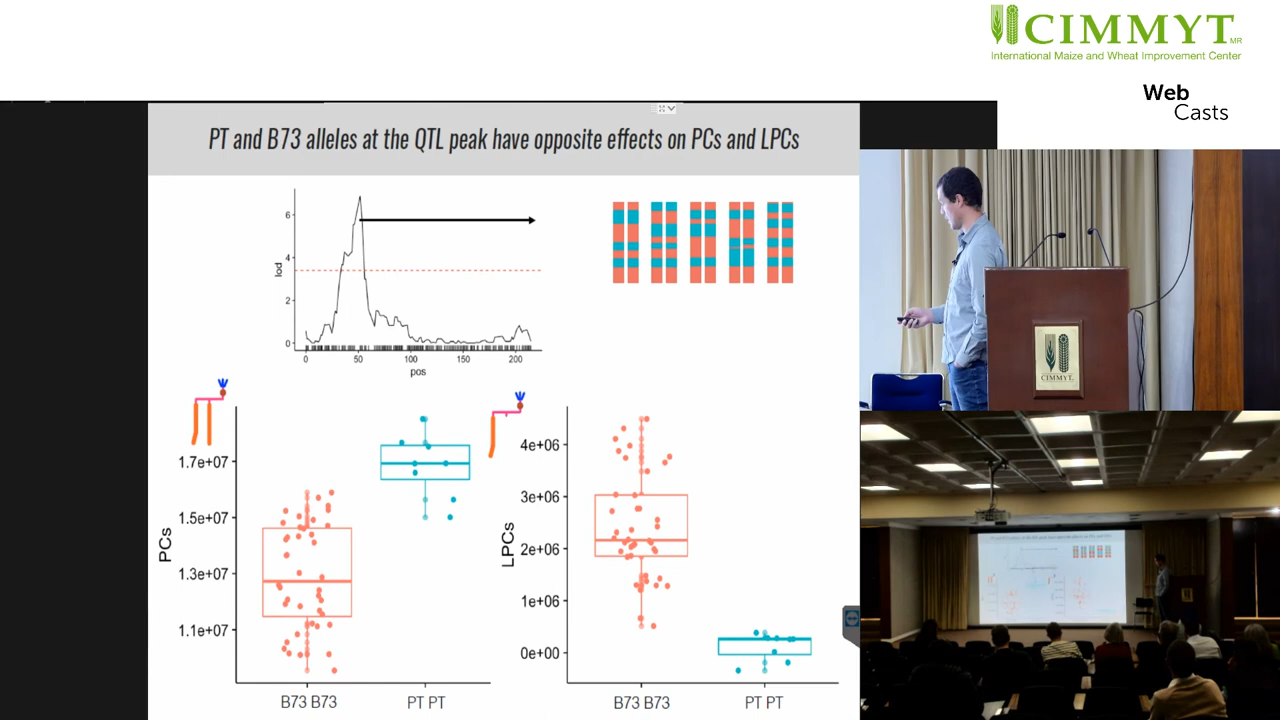 CIMMYT MR
International Maize and Wheat Improvement Center
Web
Casts
PT and B73 alleles at the QTL peak have opposite effects on PCs and LPCs
lod
6
4
2
0
0 50 100 150 200
pos
PCs
1.7e+07
1.5e+07
1.3e+07
1.1e+07
B73 B73 PT PT
LPCs
4e+06
3e+06
2e+06
1e+06
0e+00
B73 B73 PT PT
CIMMYT